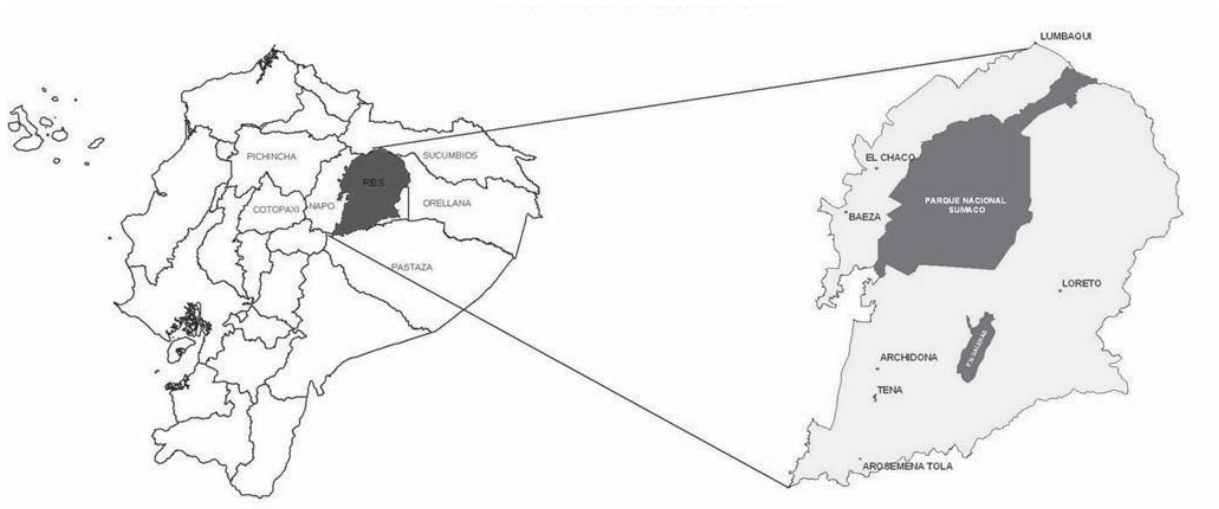 LUMBAQUI
PICHINCHA
SUCUMBIOS
RBS
COTOPAXI
NAPO
ORELLANA
PASTAZA
EL CHACO
PARQUE NACIONAL
SUMACO
BAEZA
LORETO
P.N GALERAS
ARCHIDONA
TENA
AROSEMENA TOLA